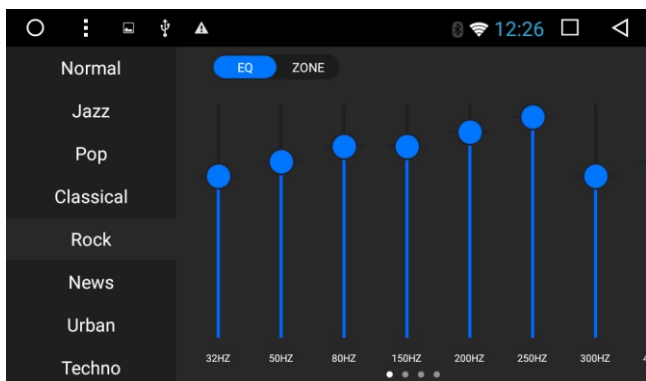 12:26
Normal
Jazz
Pop
Classical
Rock
News
Urban
Techno
EQ ZONE
32HZ 50HZ 80HZ 150HZ 200HZ 250HZ 300HZ